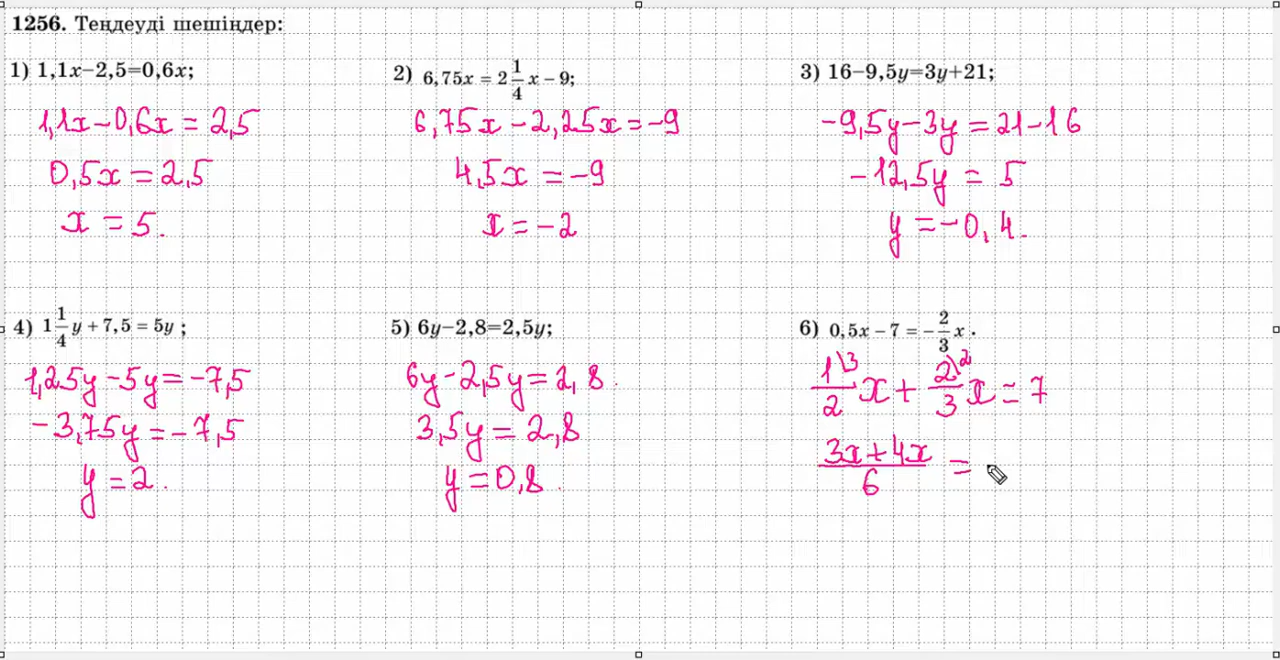 1256. Теңдеуді шешіңдер:
1) 1,1x−2,5=0,6x;
1,1x−0,6x=2,5
0,5x=2,5
x=5.
2) 6,75x = 2 1/4 x − 9;
6,75x−2,25x=−9
4,5x=−9
x=−2
3) 16−9,5y=3y+21;
−9,5y−3y=21−16
−12,5y=5
y=−0,4.
4) 1 1/4 y + 7,5 = 5y ;
1,25y−5y=−7,5
−3,75y=−7,5
y=2.
5) 6y−2,8=2,5y;
6y−2,5y=2,8.
3,5y=2,8
y=0,8.
6) 0,5x − 7 = − 2/3 x .
1\3/2 x + 2\2/3 x = 7
3x+4x/6 =